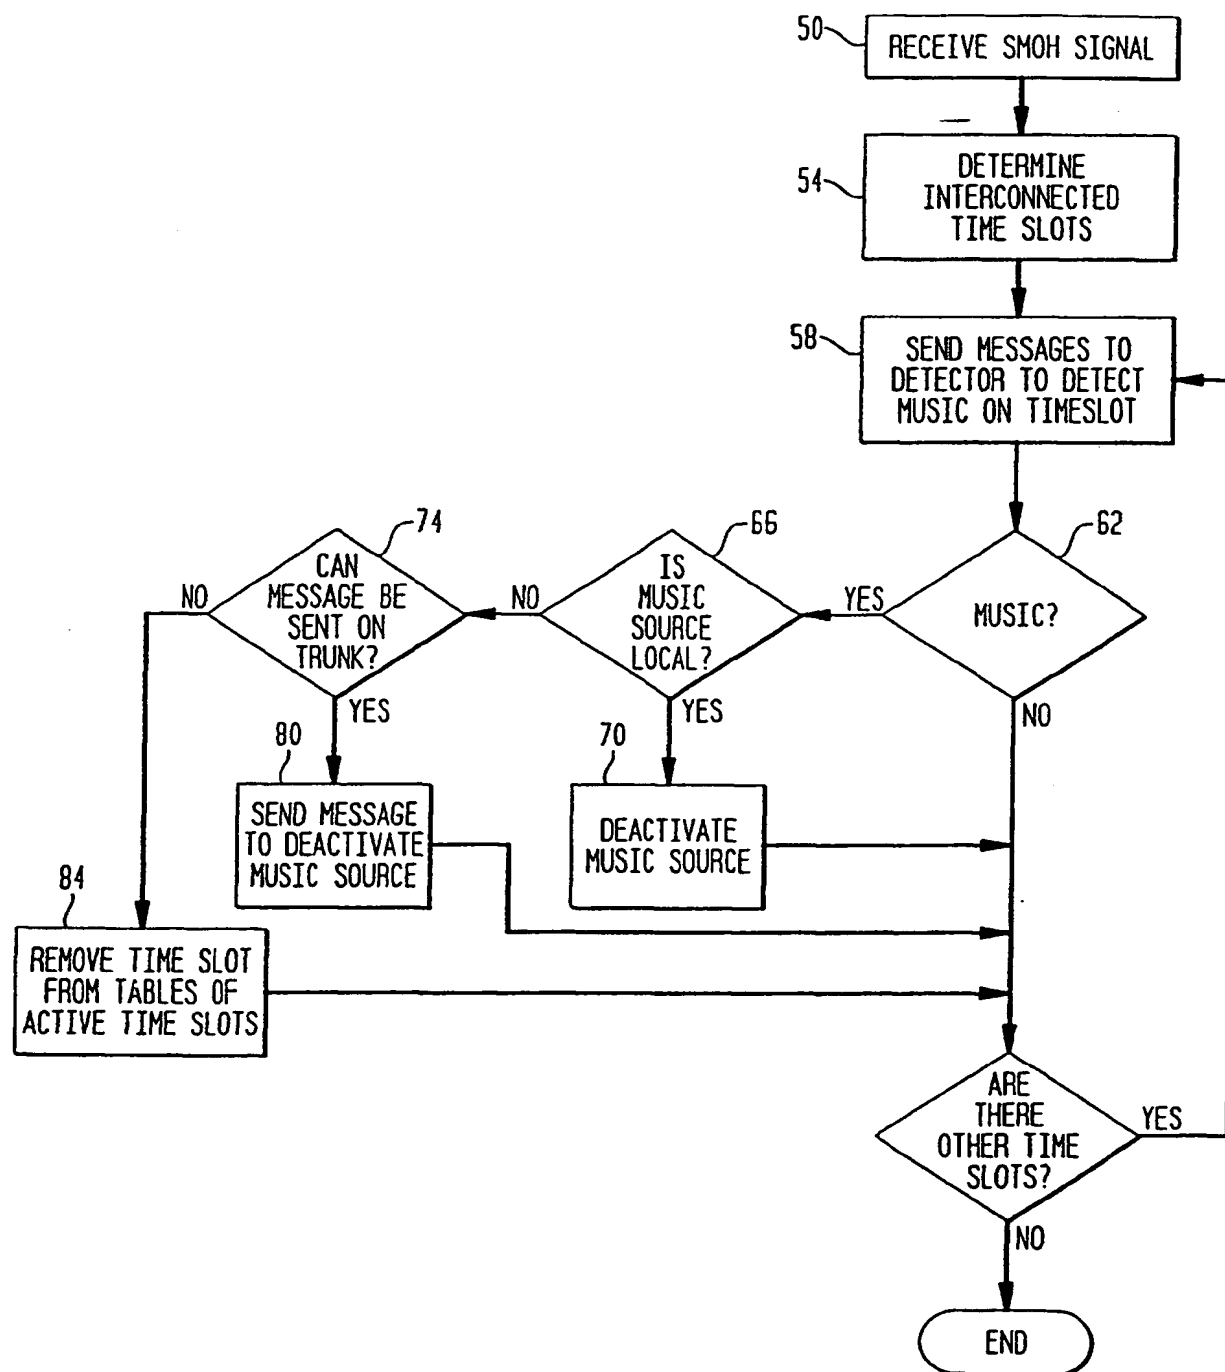 50
RECEIVE SMOH SIGNAL
54
DETERMINE
INTERCONNECTED
TIME SLOTS
58
SEND MESSAGES TO
DETECTOR TO DETECT
MUSIC ON TIMESLOT
62
MUSIC?
YES
NO
66
IS
MUSIC
SOURCE
LOCAL?
NO
YES
74
CAN
MESSAGE BE
SENT ON
TRUNK?
NO
YES
70
DEACTIVATE
MUSIC SOURCE
80
SEND MESSAGE
TO DEACTIVATE
MUSIC SOURCE
84
REMOVE TIME SLOT
FROM TABLES OF
ACTIVE TIME SLOTS
ARE
THERE
OTHER TIME
SLOTS?
YES
NO
END